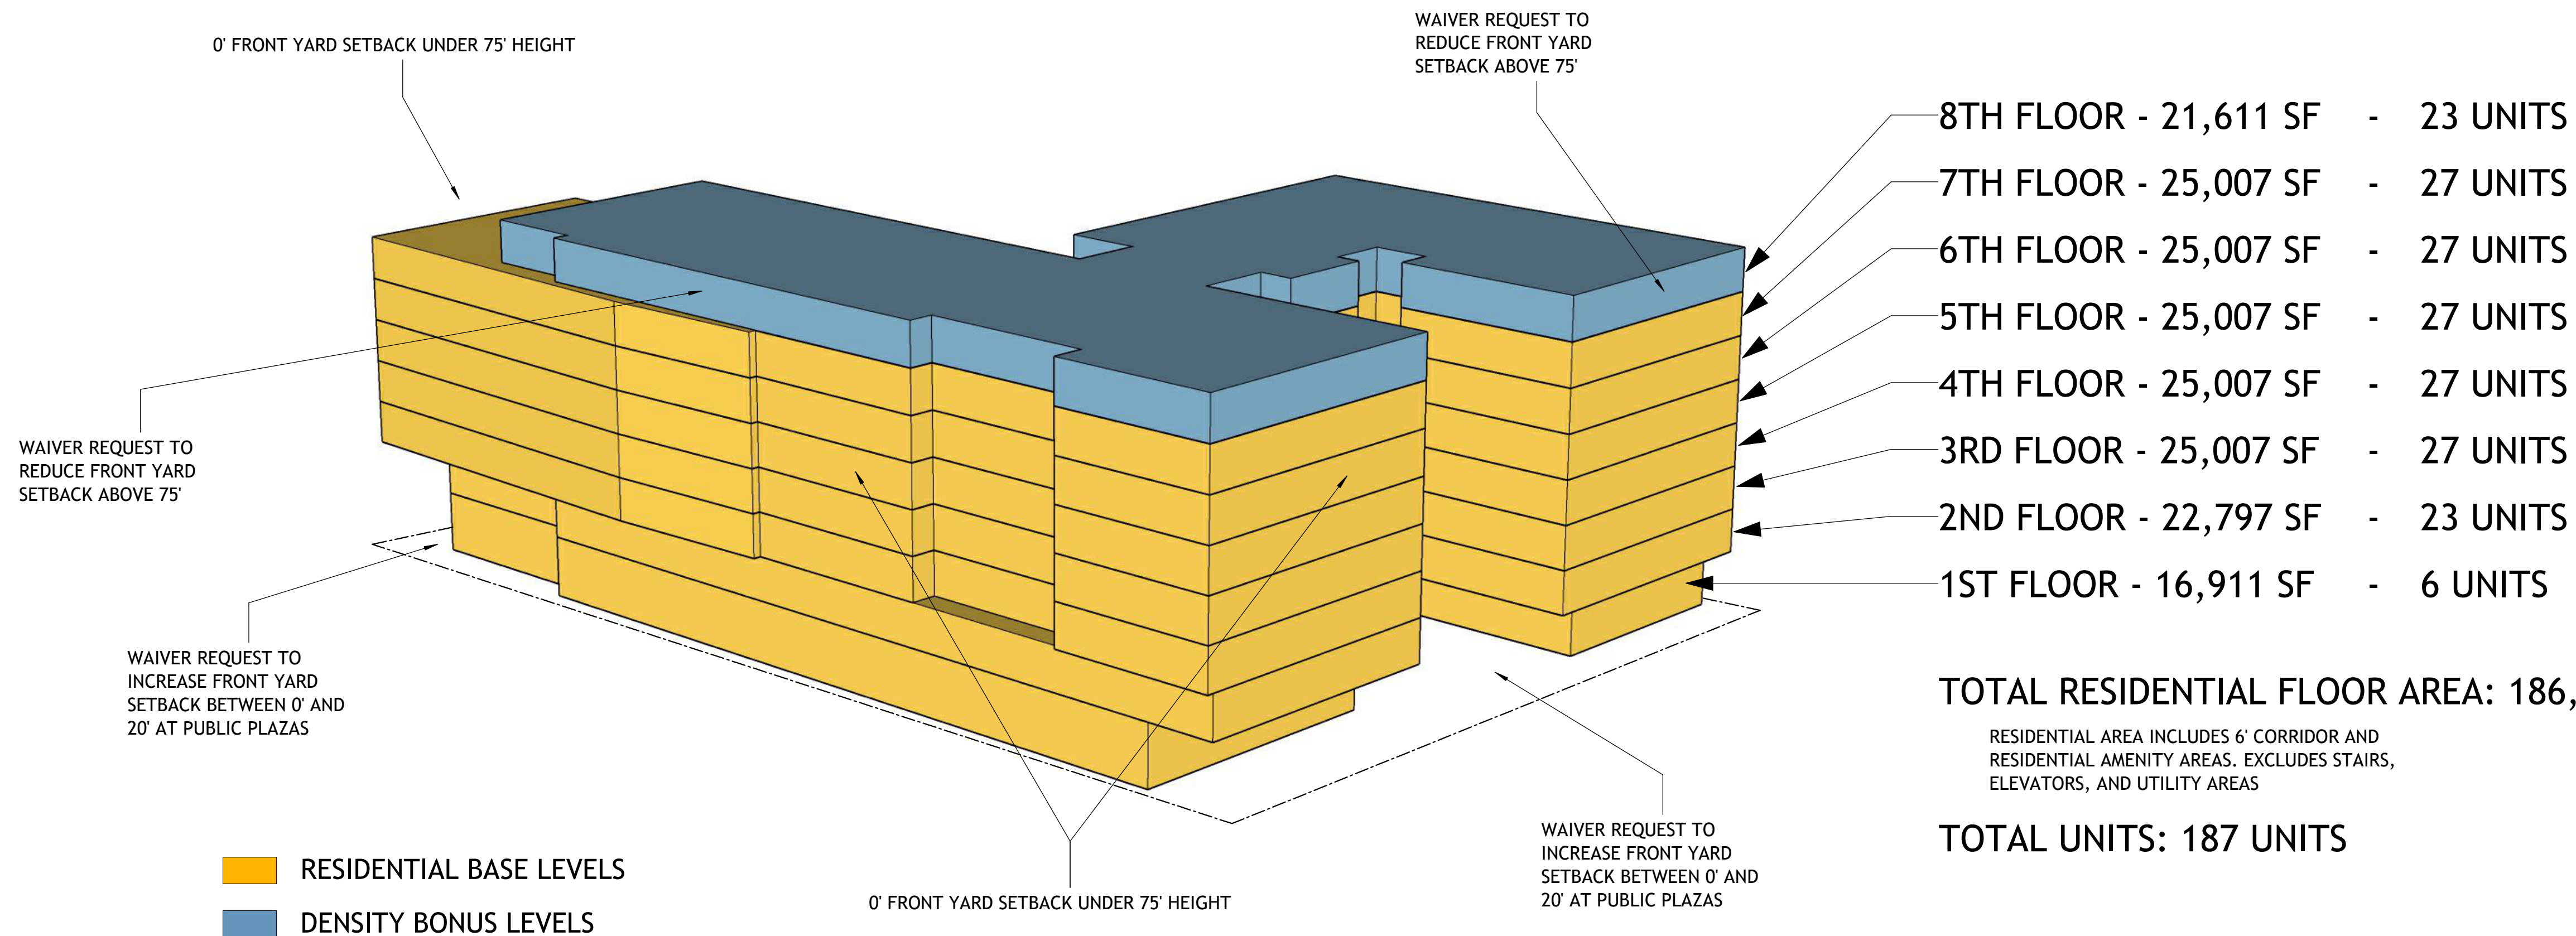 0' FRONT YARD SETBACK UNDER 75' HEIGHT
WAIVER REQUEST TO
REDUCE FRONT YARD
SETBACK ABOVE 75'
8TH FLOOR - 21,611 SF - 23 UNITS
7TH FLOOR - 25,007 SF - 27 UNITS
6TH FLOOR - 25,007 SF - 27 UNITS
5TH FLOOR - 25,007 SF - 27 UNITS
4TH FLOOR - 25,007 SF - 27 UNITS
3RD FLOOR - 25,007 SF - 27 UNITS
2ND FLOOR - 22,797 SF - 23 UNITS
1ST FLOOR - 16,911 SF - 6 UNITS
WAIVER REQUEST TO
REDUCE FRONT YARD
SETBACK ABOVE 75'
WAIVER REQUEST TO
INCREASE FRONT YARD
SETBACK BETWEEN 0' AND
20' AT PUBLIC PLAZAS
TOTAL RESIDENTIAL FLOOR AREA: 186,
RESIDENTIAL AREA INCLUDES 6' CORRIDOR AND
RESIDENTIAL AMENITY AREAS. EXCLUDES STAIRS,
ELEVATORS, AND UTILITY AREAS
TOTAL UNITS: 187 UNITS
WAIVER REQUEST TO
INCREASE FRONT YARD
SETBACK BETWEEN 0' AND
20' AT PUBLIC PLAZAS
0' FRONT YARD SETBACK UNDER 75' HEIGHT
RESIDENTIAL BASE LEVELS
DENSITY BONUS LEVELS